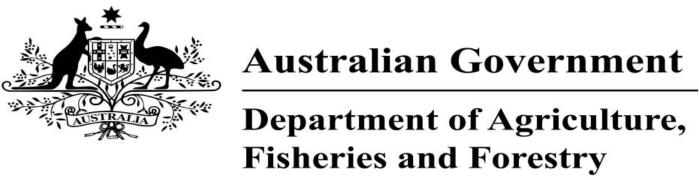 AUSTRALIA
Australian Government
Department of Agriculture,
Fisheries and Forestry